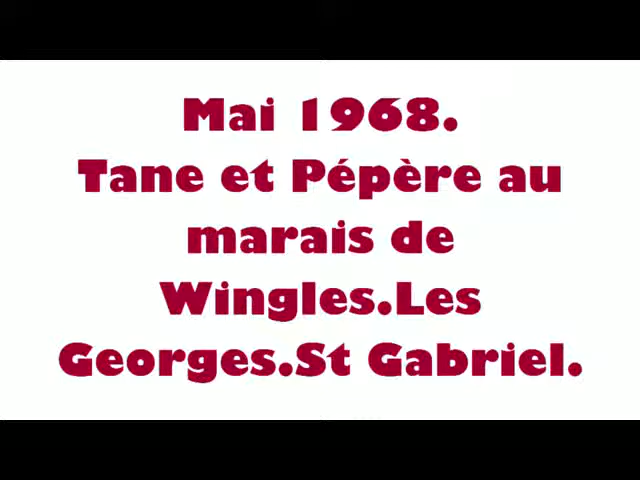 Mai 1968.
Tane et Pépère au
marais de
Wingles.Les
Georges.St Gabriel.